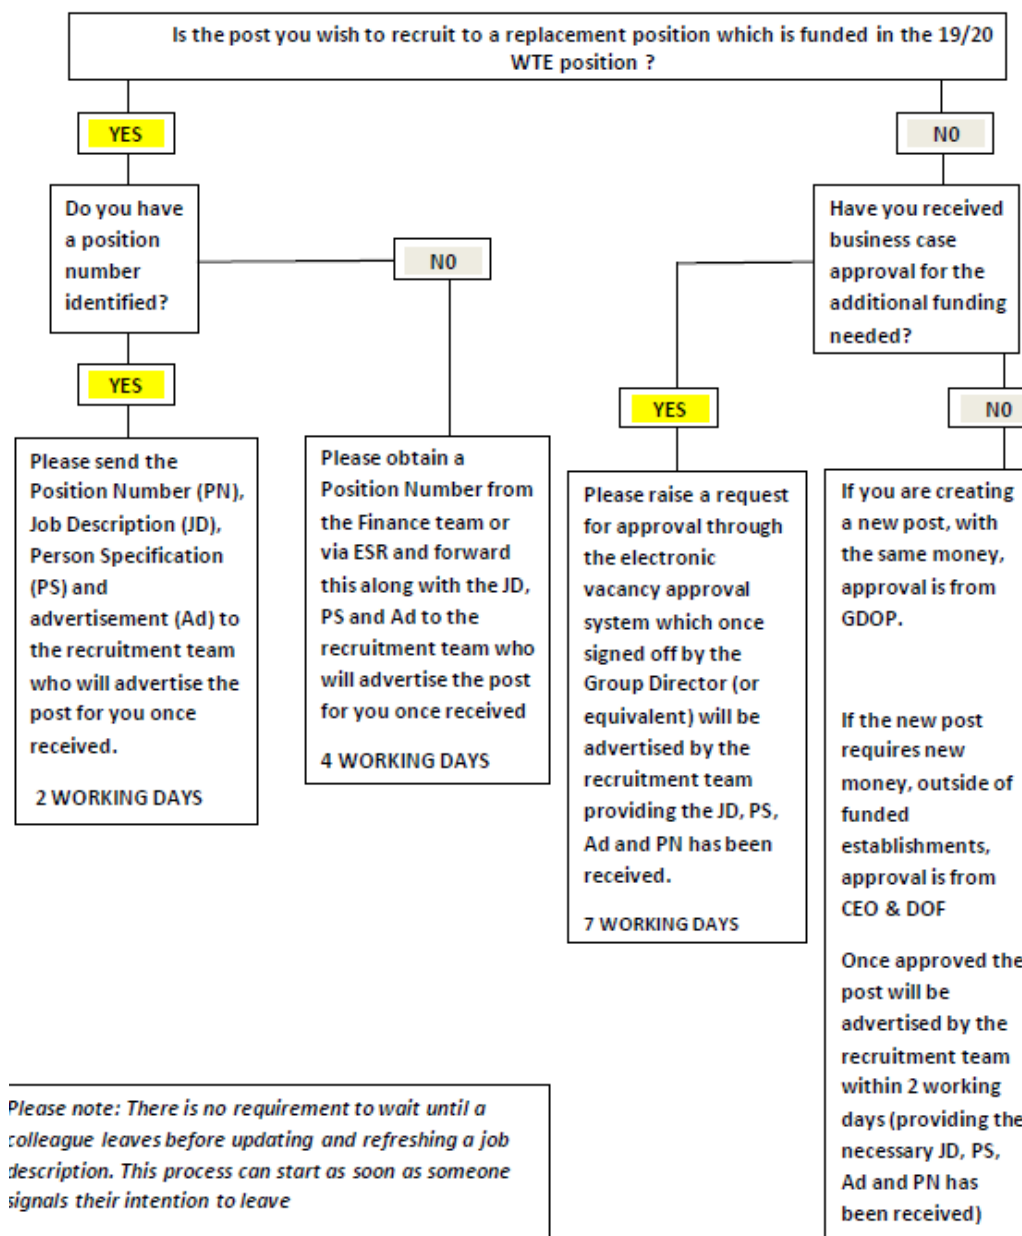 Is the post you wish to recruit to a replacement position which is funded in the 19/20
WTE position ?
YES
N0
Do you have
a position
number
identified?
N0
Have you received
business case
approval for the
additional funding
needed?
YES
YES
N0
Please send the
Position Number (PN),
Job Description (JD),
Person Specification
(PS) and
advertisement (Ad) to
the recruitment team
who will advertise the
post for you once
received.
2 WORKING DAYS
Please obtain a
Position Number from
the Finance team or
via ESR and forward
this along with the JD,
PS and Ad to the
recruitment team who
will advertise the post
for you once received
4 WORKING DAYS
Please raise a request
for approval through
the electronic
vacancy approval
system which once
signed off by the
Group Director (or
equivalent) will be
advertised by the
recruitment team
providing the JD, PS,
Ad and PN has been
received.
7 WORKING DAYS
If you are creating
a new post, with
the same money,
approval is from
GDOP.
If the new post
requires new
money, outside of
funded
establishments,
approval is from
CEO & DOF
Once approved the
post will be
advertised by the
recruitment team
within 2 working
days (providing the
necessary JD, PS,
Ad and PN has
been received)
Please note: There is no requirement to wait until a
colleague leaves before updating and refreshing a job
description. This process can start as soon as someone
signals their intention to leave